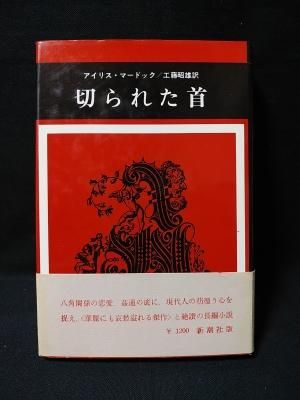 アイリス・マードック/工藤昭雄訳
切られた首
八角関係の恋愛、姦通の底に、現代人の彷徨う心を
捉え、〈華麗にも哀愁溢れる傑作〉と絶讃の長編小説
¥1200 新潮社版